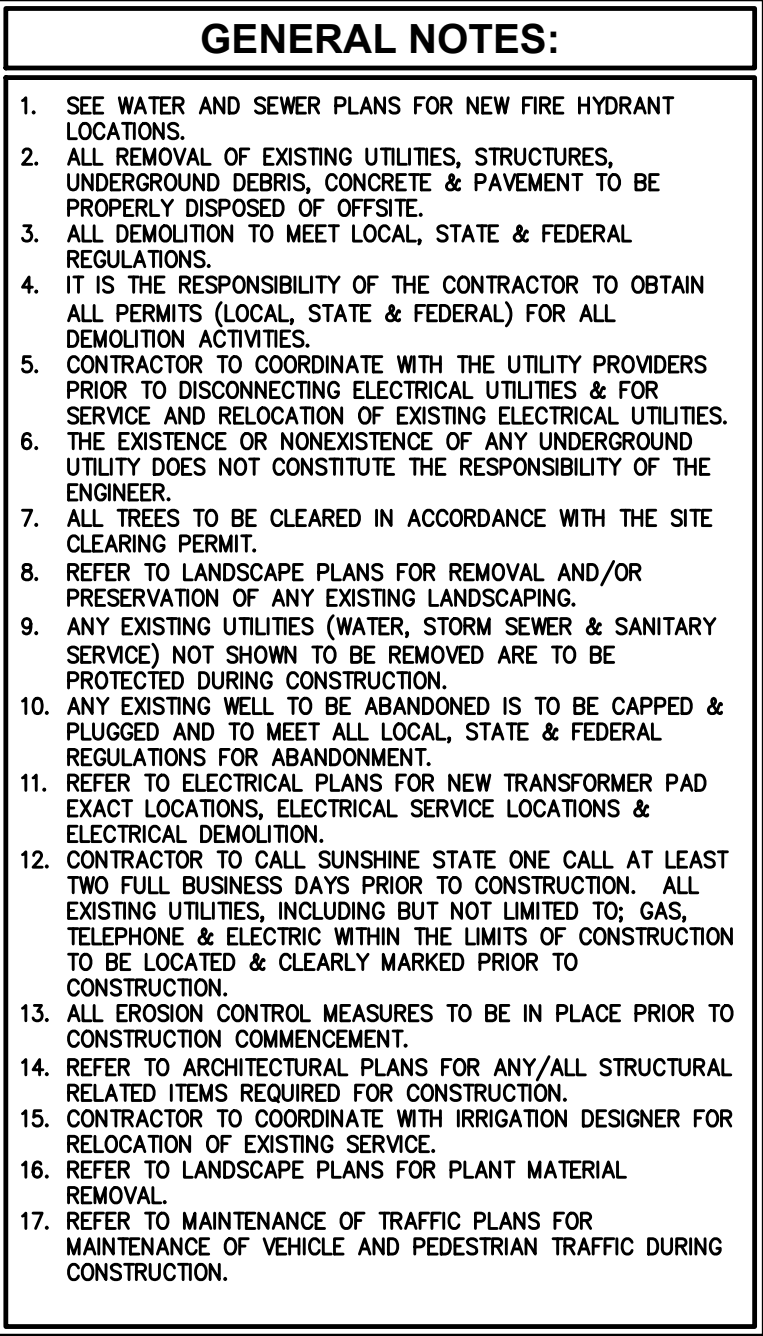 GENERAL NOTES:
1. SEE WATER AND SEWER PLANS FOR NEW FIRE HYDRANT
LOCATIONS.
2. ALL REMOVAL OF EXISTING UTILITIES, STRUCTURES,
UNDERGROUND DEBRIS, CONCRETE & PAVEMENT TO BE
PROPERLY DISPOSED OF OFFSITE.
3. ALL DEMOLITION TO MEET LOCAL, STATE & FEDERAL
REGULATIONS.
4. IT IS THE RESPONSIBILITY OF THE CONTRACTOR TO OBTAIN
ALL PERMITS (LOCAL, STATE & FEDERAL) FOR ALL
DEMOLITION ACTIVITIES.
5. CONTRACTOR TO COORDINATE WITH THE UTILITY PROVIDERS
PRIOR TO DISCONNECTING ELECTRICAL UTILITIES & FOR
SERVICE AND RELOCATION OF EXISTING ELECTRICAL UTILITIES.
6. THE EXISTENCE OR NONEXISTENCE OF ANY UNDERGROUND
UTILITY DOES NOT CONSTITUTE THE RESPONSIBILITY OF THE
ENGINEER.
7. ALL TREES TO BE CLEARED IN ACCORDANCE WITH THE SITE
CLEARING PERMIT.
8. REFER TO LANDSCAPE PLANS FOR REMOVAL AND/OR
PRESERVATION OF ANY EXISTING LANDSCAPING.
9. ANY EXISTING UTILITIES (WATER, STORM SEWER & SANITARY
SERVICE) NOT SHOWN TO BE REMOVED ARE TO BE
PROTECTED DURING CONSTRUCTION.
10. ANY EXISTING WELL TO BE ABANDONED IS TO BE CAPPED &
PLUGGED AND TO MEET ALL LOCAL, STATE & FEDERAL
REGULATIONS FOR ABANDONMENT.
11. REFER TO ELECTRICAL PLANS FOR NEW TRANSFORMER PAD
EXACT LOCATIONS, ELECTRICAL SERVICE LOCATIONS &
ELECTRICAL DEMOLITION.
12. CONTRACTOR TO CALL SUNSHINE STATE ONE CALL AT LEAST
TWO FULL BUSINESS DAYS PRIOR TO CONSTRUCTION. ALL
EXISTING UTILITIES, INCLUDING BUT NOT LIMITED TO; GAS,
TELEPHONE & ELECTRIC WITHIN THE LIMITS OF CONSTRUCTION
TO BE LOCATED & CLEARLY MARKED PRIOR TO
CONSTRUCTION.
13. ALL EROSION CONTROL MEASURES TO BE IN PLACE PRIOR TO
CONSTRUCTION COMMENCEMENT.
14. REFER TO ARCHITECTURAL PLANS FOR ANY/ALL STRUCTURAL
RELATED ITEMS REQUIRED FOR CONSTRUCTION.
15. CONTRACTOR TO COORDINATE WITH IRRIGATION DESIGNER FOR
RELOCATION OF EXISTING SERVICE.
16. REFER TO LANDSCAPE PLANS FOR PLANT MATERIAL
REMOVAL.
17. REFER TO MAINTENANCE OF TRAFFIC PLANS FOR
MAINTENANCE OF VEHICLE AND PEDESTRIAN TRAFFIC DURING
CONSTRUCTION.